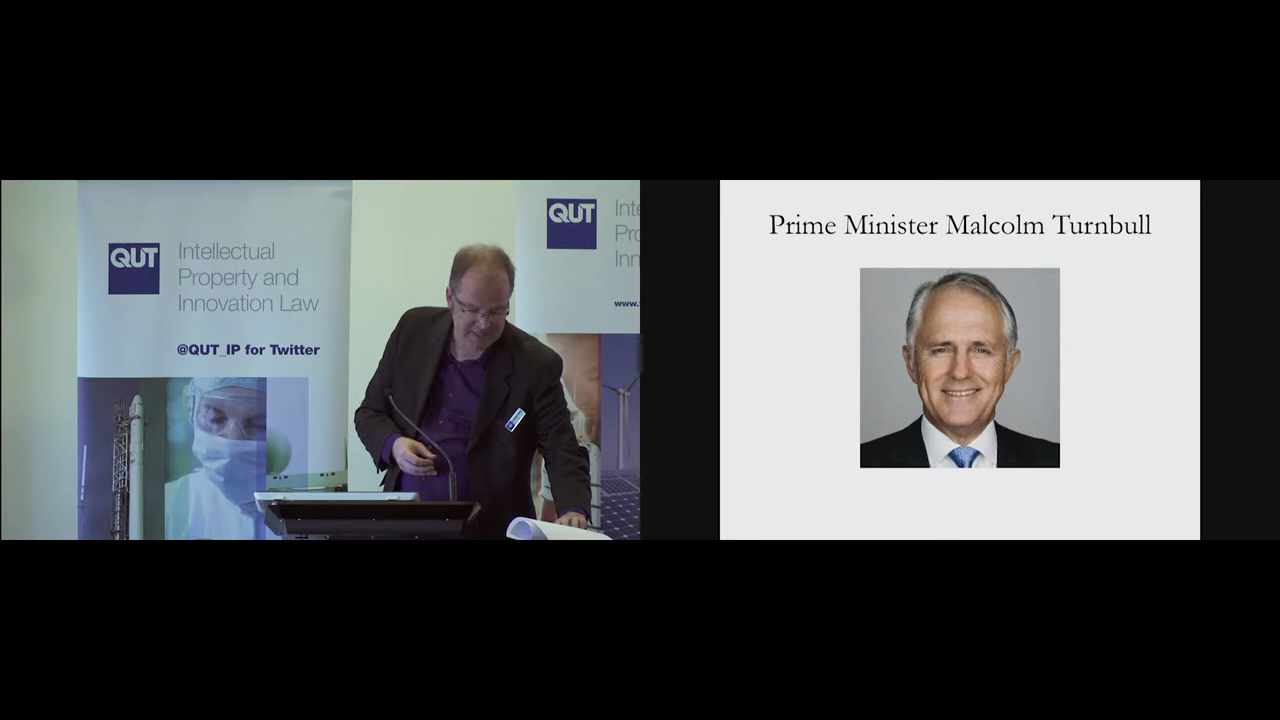 QUT
Intellectual
Property and
Innovation Law
@QUT_IP for Twitter
QUT
Inte
Pro
Inn
www.
Prime Minister Malcolm Turnbull